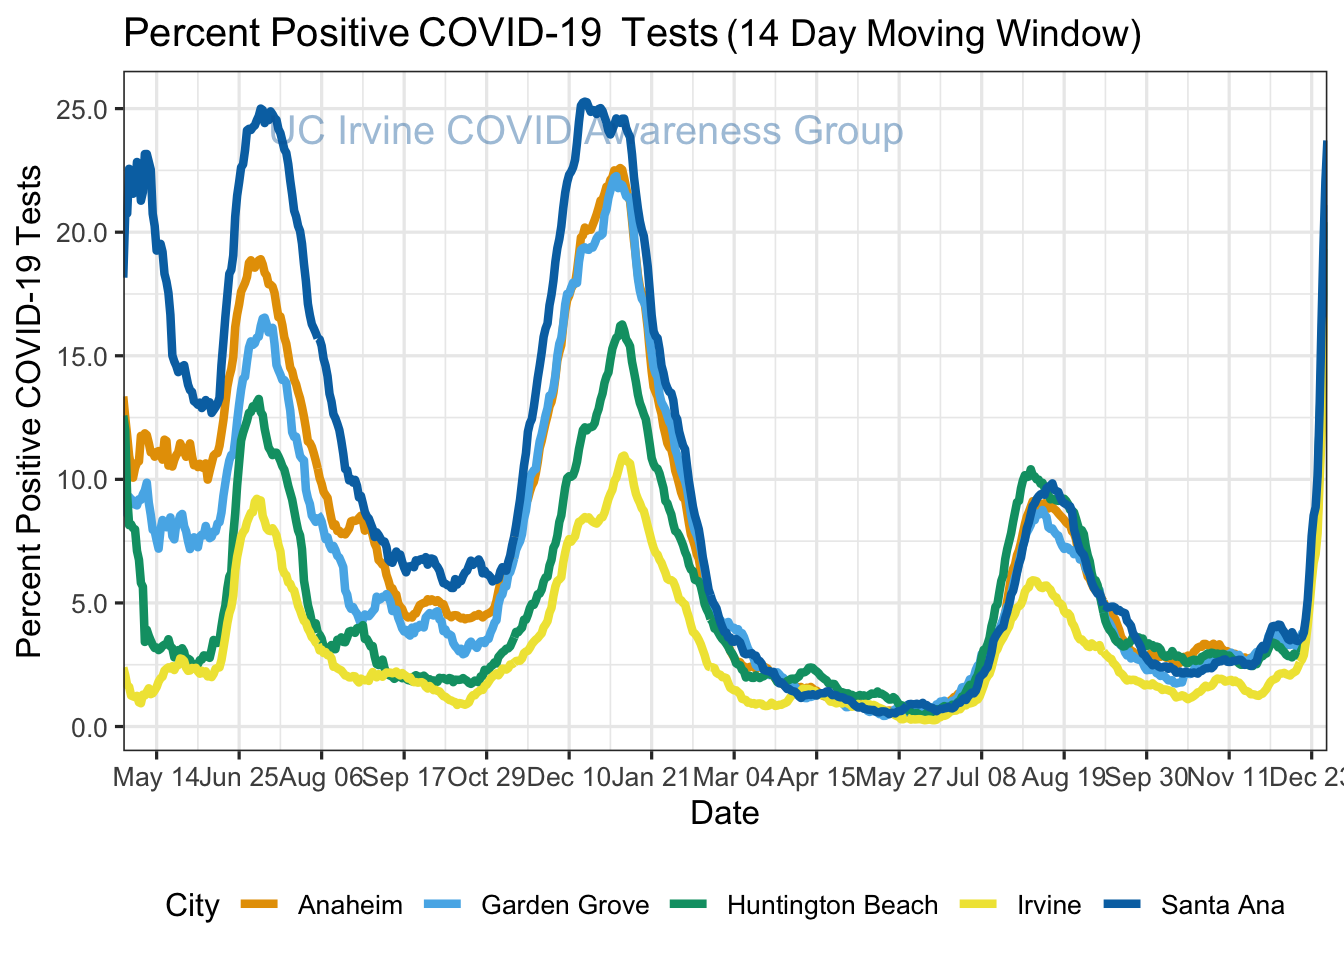 Percent Positive COVID-19 Tests (14 Day Moving Window)
UC Irvine COVID Awareness Group
Percent Positive COVID-19 Tests
25.0
20.0
15.0
10.0
5.0
0.0
May 14 Jun 25 Aug 06 Sep 17 Oct 29 Dec 10 Jan 21 Mar 04 Apr 15 May 27 Jul 08 Aug 19 Sep 30 Nov 11 Dec 23
Date
City Anaheim Garden Grove Huntington Beach Irvine Santa Ana